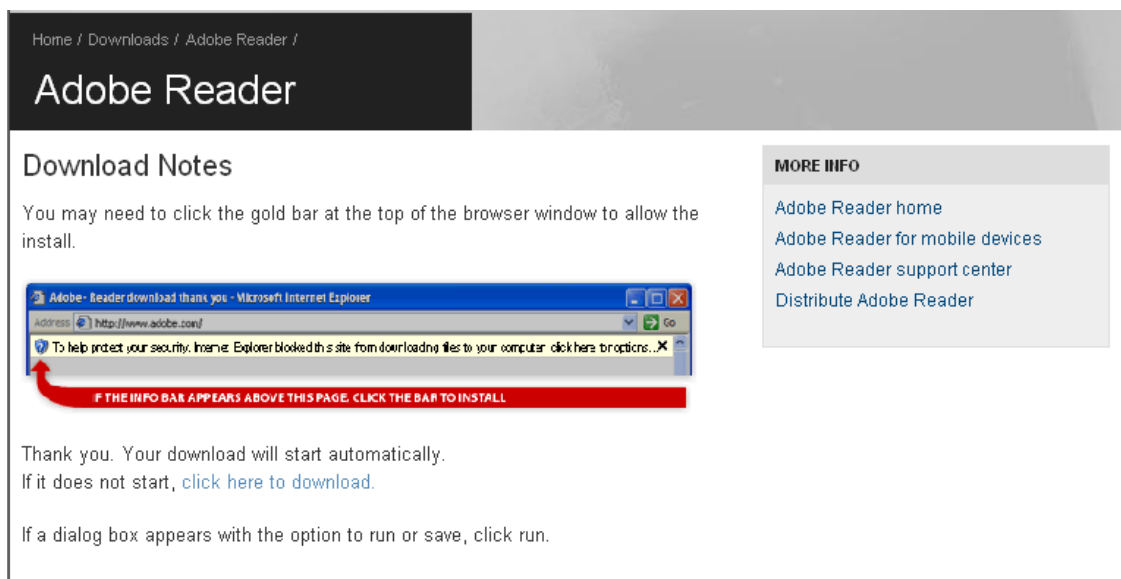 Home / Downloads / Adobe Reader /
Adobe Reader
Download Notes
You may need to click the gold bar at the top of the browser window to allow the
install.
Adobe - Reader download thank you - Microsoft Internet Explorer
Address http://www.adobe.com/ Go
To help protect your security, Internet Explorer blocked this site from downloading files to your computer. click here for options...
IF THE INFO BAR APPEARS ABOVE THIS PAGE, CLICK THE BAR TO INSTALL
Thank you. Your download will start automatically.
If it does not start, click here to download.
If a dialog box appears with the option to run or save, click run.
MORE INFO
Adobe Reader home
Adobe Reader for mobile devices
Adobe Reader support center
Distribute Adobe Reader